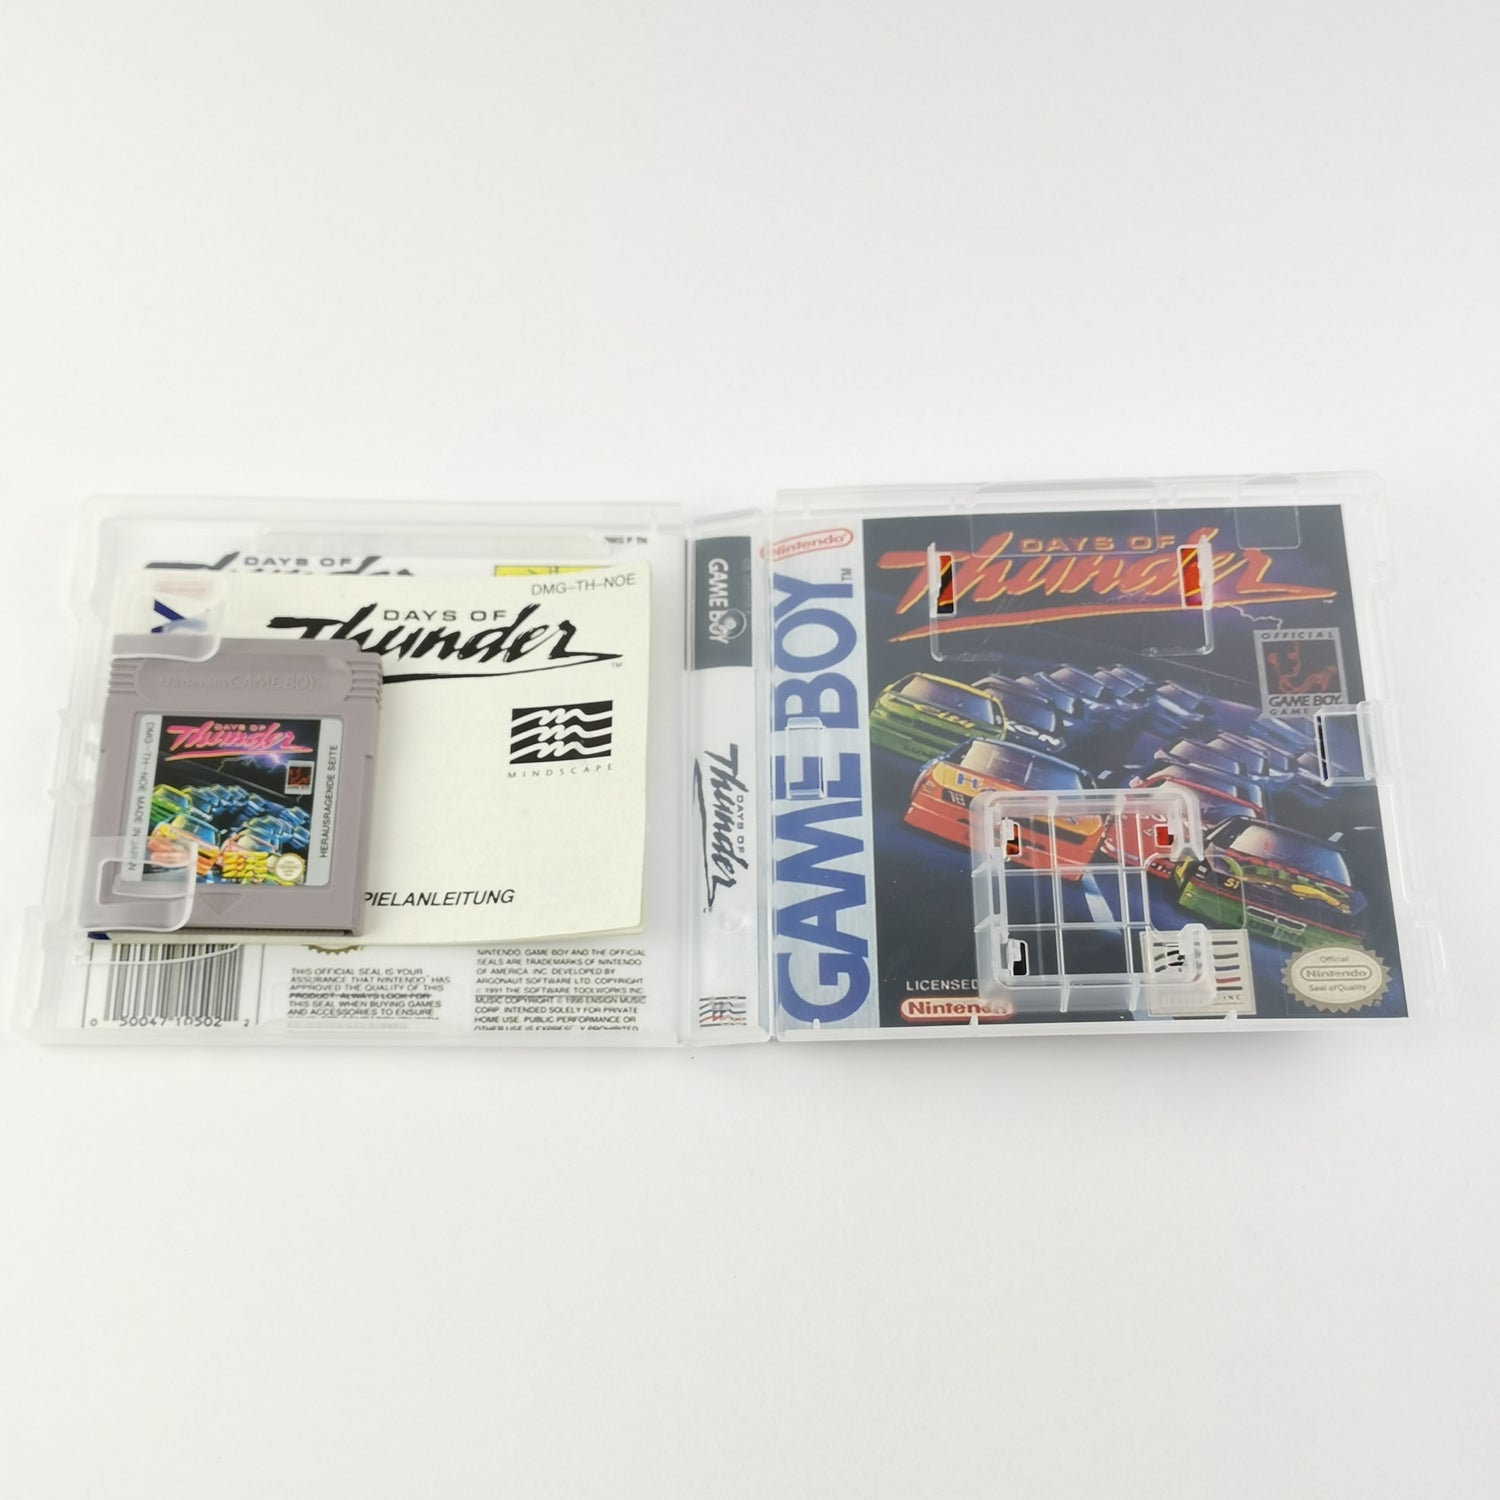 DAYS OF
DMG-TH-NOE
DAYS OF
Thunder
TM
MINDSCAPE
Nintendo GAME BOY
DAYS OF
Thunder
DMG-TH-NOE MADE IN JAPAN
HERAUSRAGENDE SEITE
PIELANLEITUNG
0 50047 10502 2
THIS OFFICIAL SEAL IS YOUR
ASSURANCE THAT NINTENDO HAS
APPROVED THE QUALITY OF THIS
PRODUCT. ALWAYS LOOK FOR
THIS SEAL WHEN BUYING GAMES
AND ACCESSORIES TO ENSURE
NINTENDO, GAME BOY AND THE OFFICIAL
SEALS ARE TRADEMARKS OF NINTENDO
OF AMERICA INC. DEVELOPED BY
ARGONAUT SOFTWARE LTD. COPYRIGHT
© 1991 THE SOFTWARE TOOLWORKS INC.
MUSIC COPYRIGHT © 1990 ENSIGN MUSIC
CORP. INTENDED SOLELY FOR PRIVATE
HOME USE. PUBLIC PERFORMANCE OR
GAME BOY
DAYS OF
Thunder
Nintendo
GAME BOY
TM
DAYS OF
Thunder
OFFICIAL
GAME BOY
GAME
18
51
LICENSED
Nintendo
INC
Official
Nintendo
Seal of Quality